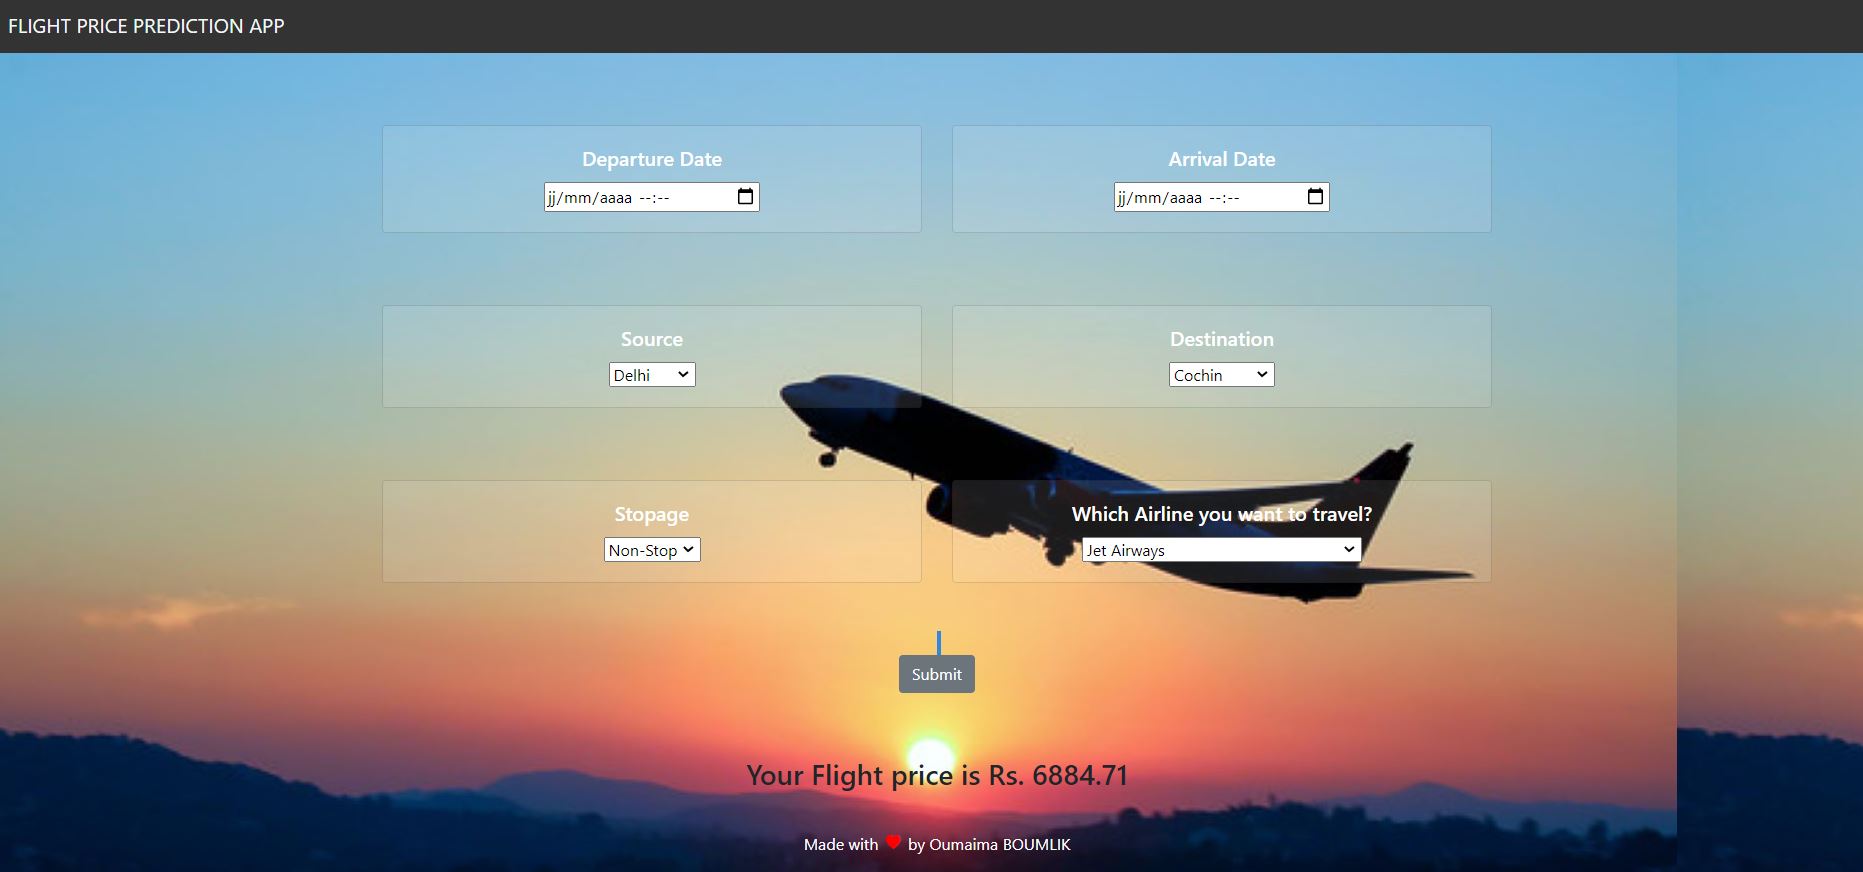 FLIGHT PRICE PREDICTION APP
Departure Date
jj/mm/aaaa --:--
Arrival Date
jj/mm/aaaa --:--
Source
Delhi
Destination
Cochin
Stopage
Non-Stop
Which Airline you want to travel?
Jet Airways
Submit
Your Flight price is Rs. 6884.71
Made with ❤ by Oumaima BOUMLIK